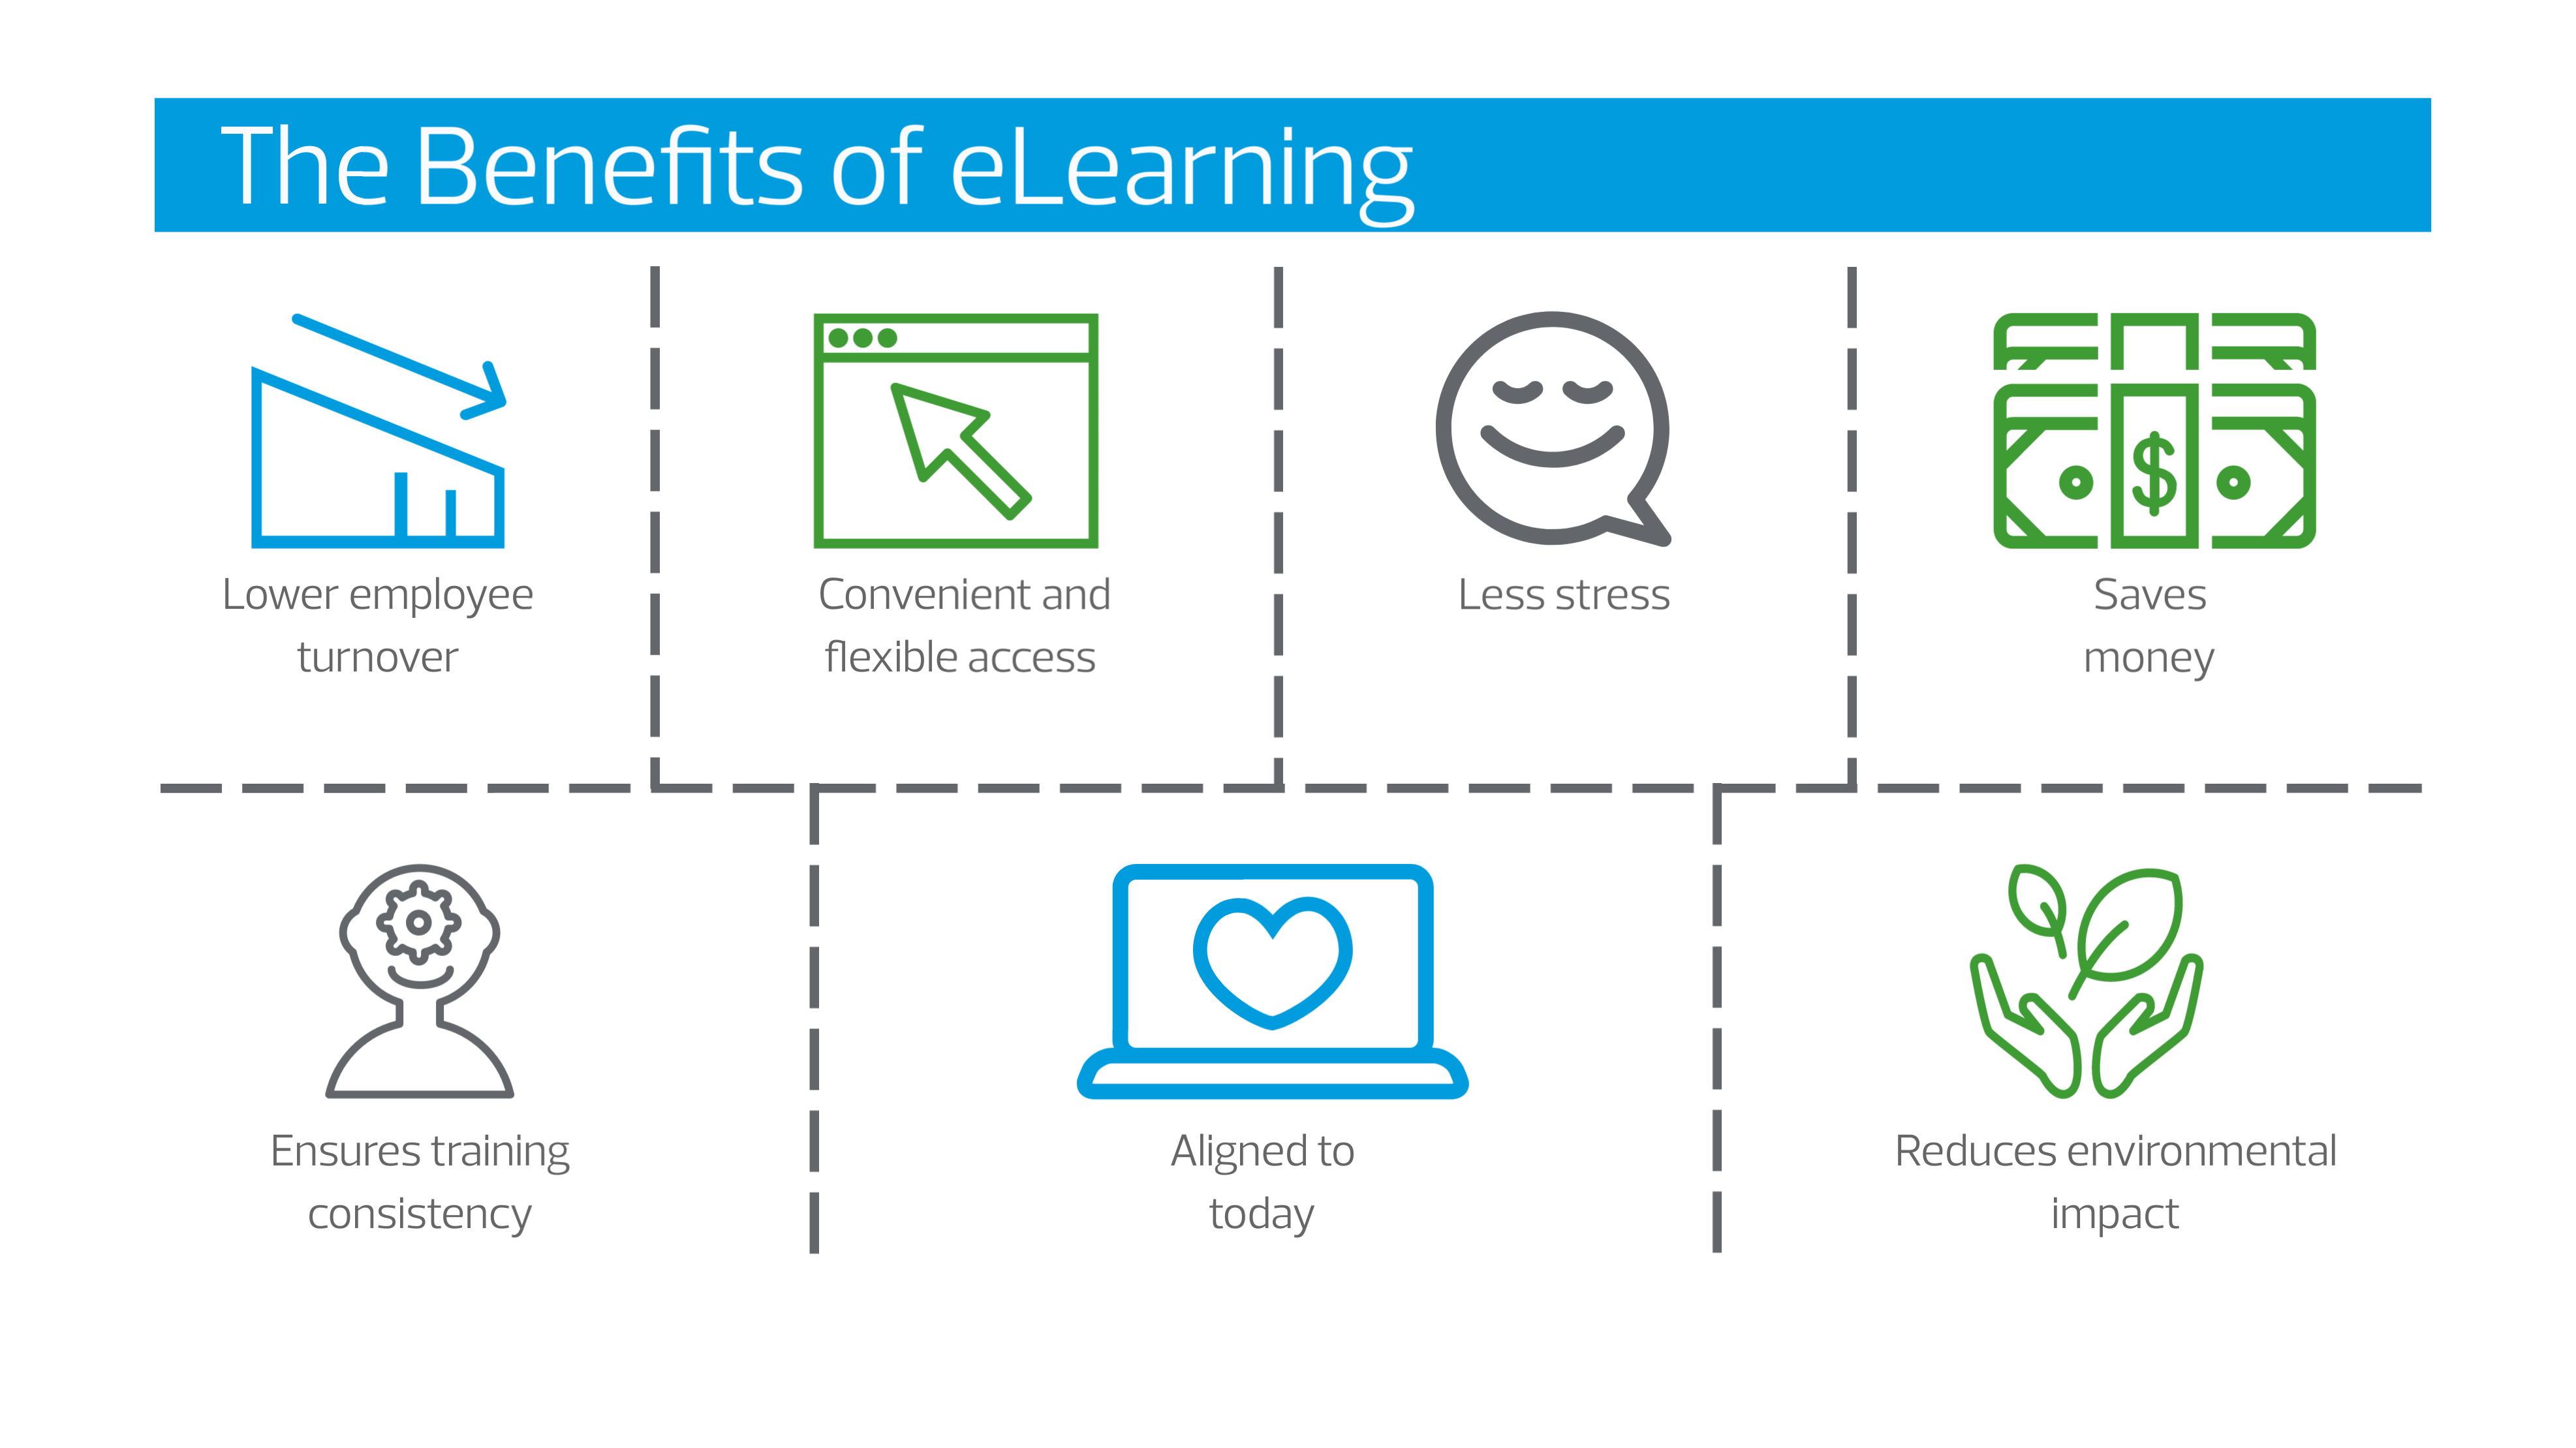 The Benefits of eLearning
Lower employee
turnover
Convenient and
flexible access
Less stress
Saves
money
$
Ensures training
consistency
Aligned to
today
Reduces environmental
impact